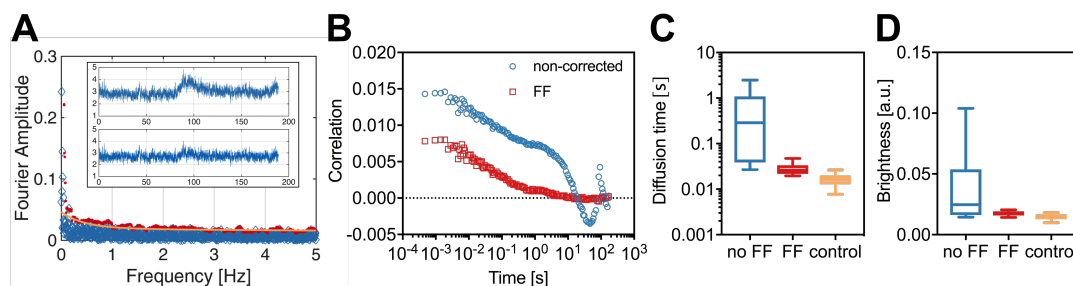 A
Fourier Amplitude
0.3
0.2
0.1
0
0 1 2 3 4 5
Frequency [Hz]
5
4
3
2
1
0 50 100 150 200
5
4
3
2
1
0 50 100 150 200
B
Correlation
0.020
0.015
0.010
0.005
0.000
-0.005
10-4 10-3 10-2 10-1 100 101 102 103
Time [s]
non-corrected
FF
C
Diffusion time [s]
10
1
0.1
0.01
0.001
no FF FF control
D
Brightness [a.u.]
0.15
0.10
0.05
0.00
no FF FF control